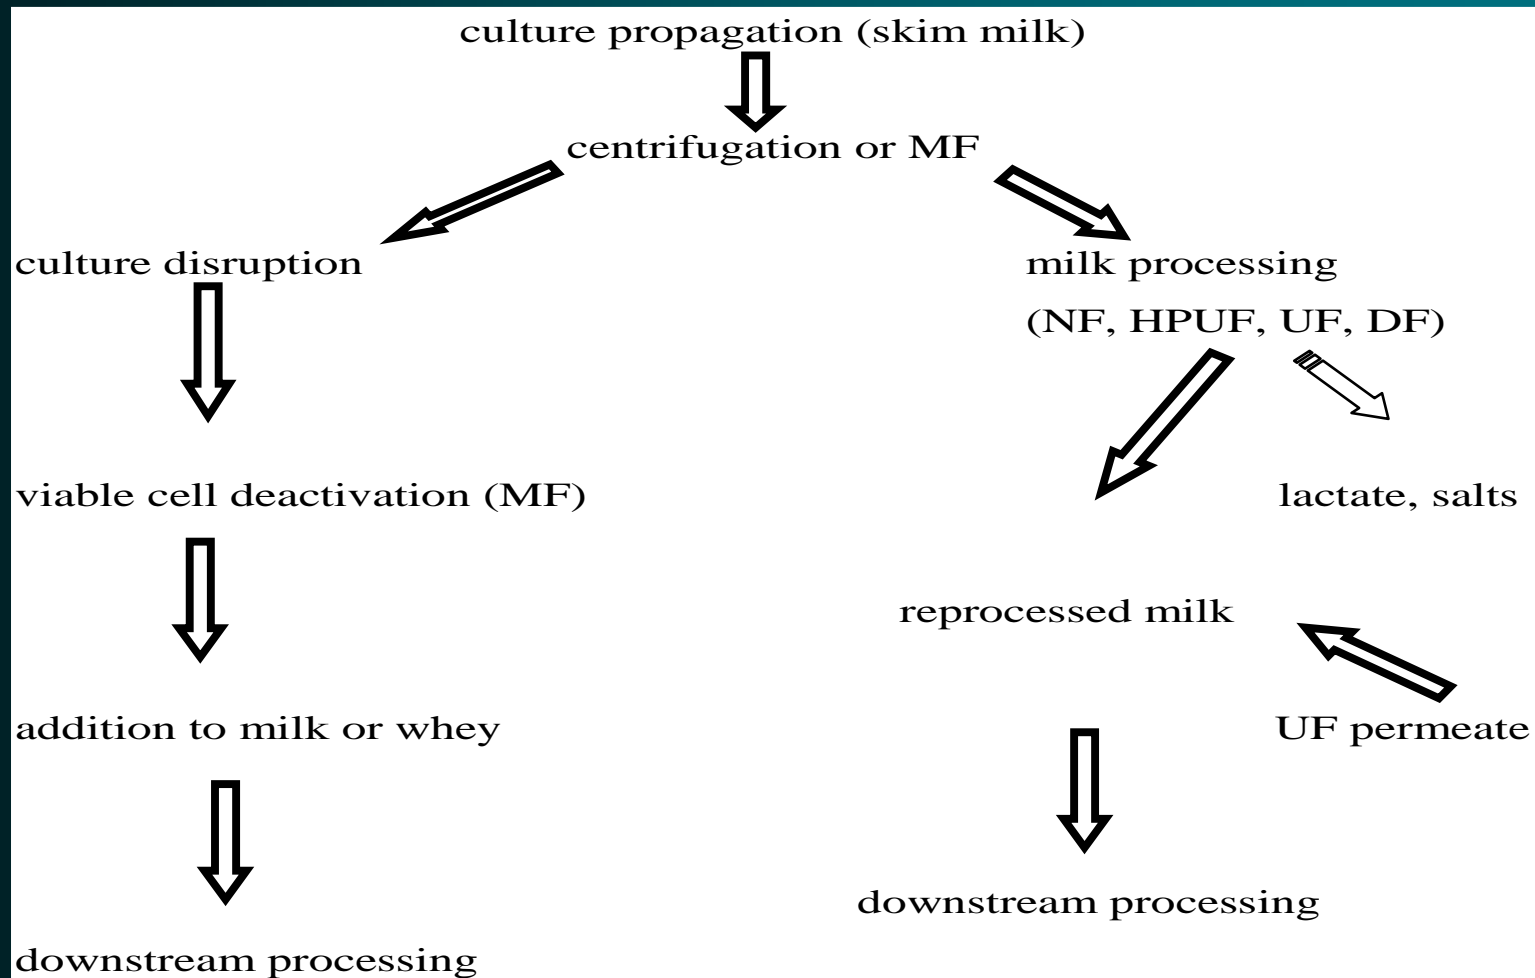 culture propagation (skim milk)
centrifugation or MF
culture disruption
milk processing
(NF, HPUF, UF, DF)
viable cell deactivation (MF)
lactate, salts
reprocessed milk
addition to milk or whey
UF permeate
downstream processing
downstream processing